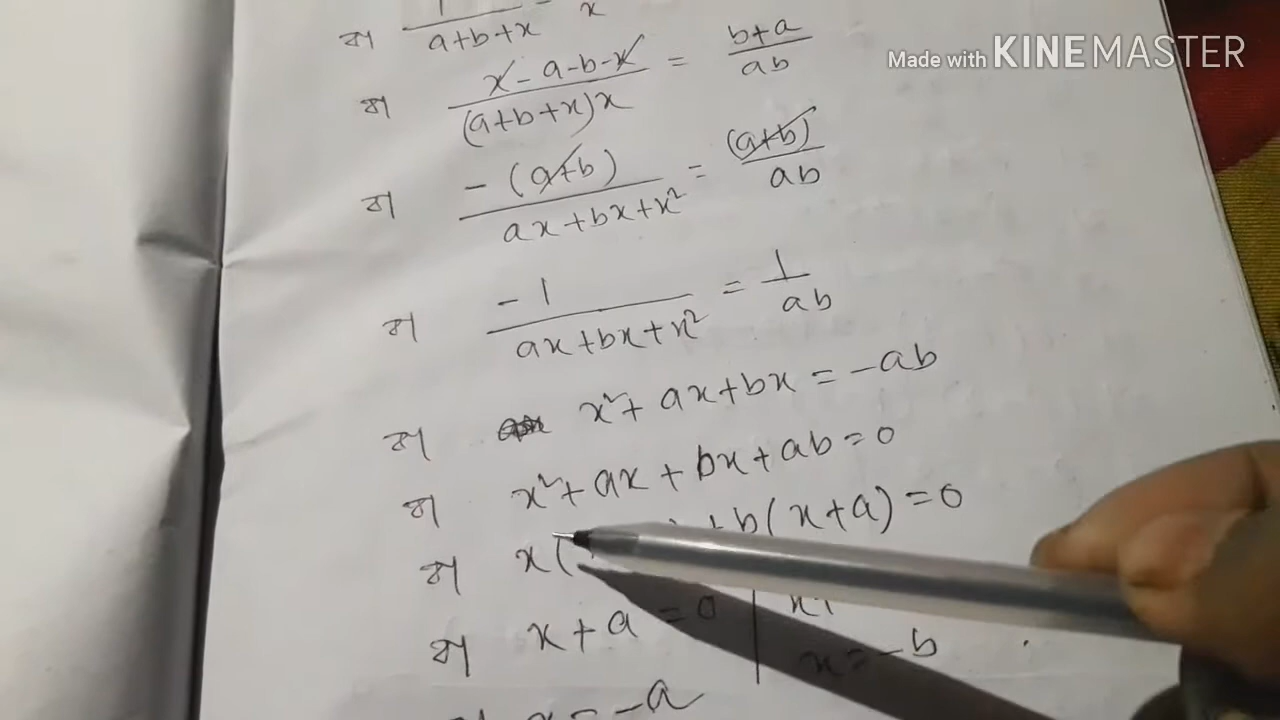 Made with KINEMASTER
বা 1/(a+b+x) - x
বা (x-a-b-x)/((a+b+x)x) = (b+a)/(ab)
বা -(a+b)/(ax+bx+x²) = (a+b)/(ab)
বা -1/(ax+bx+x²) = 1/(ab)
বা x²+ax+bx = -ab
বা x²+ax+bx+ab=0
বা x( +b(x+a)=0
বা x+a=0 | x+
x=-b
x=-a